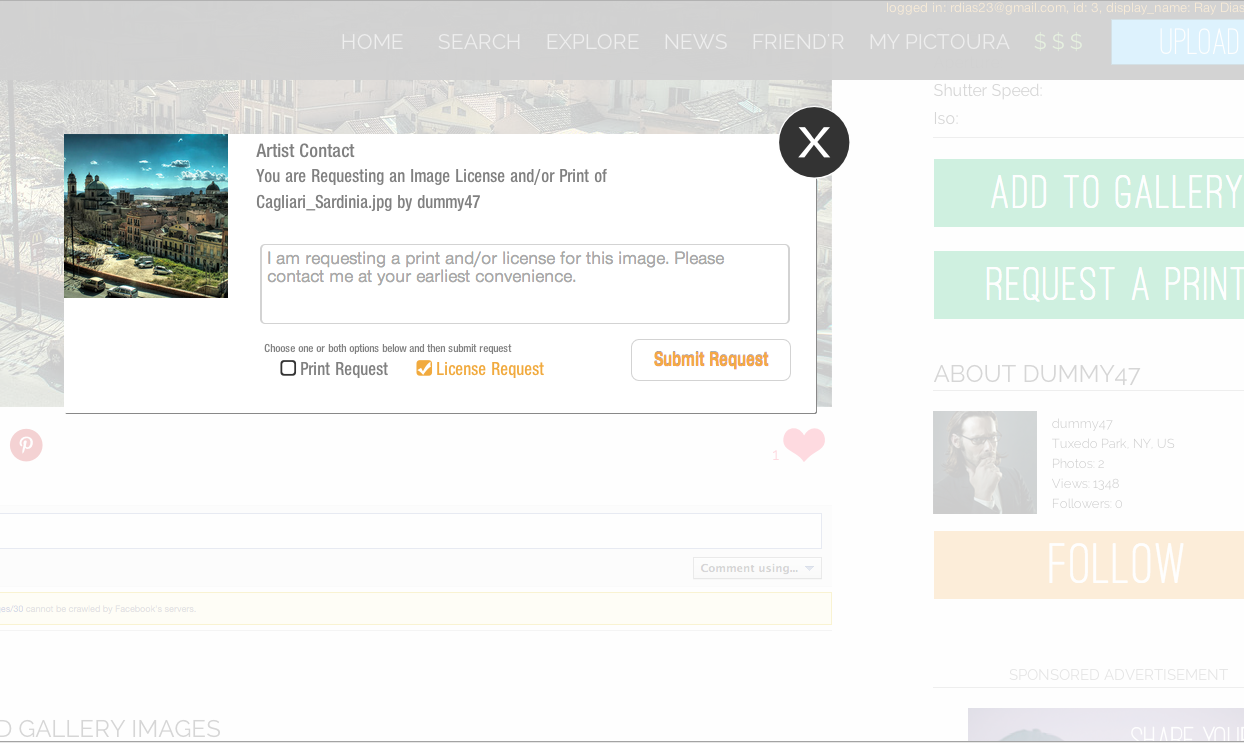 logged in: rdias23@gmail.com, id: 3, display_name: Ray Dias
HOME SEARCH EXPLORE NEWS FRIEND'R MY PICTOURA $ $ $ UPLOAD
Shutter Speed:
Iso:
X
Artist Contact
You are Requesting an Image License and/or Print of
Cagliari_Sardinia.jpg by dummy47
I am requesting a print and/or license for this image. Please
contact me at your earliest convenience.
Choose one or both options below and then submit request
Print Request License Request
Submit Request
ADD TO GALLERY
REQUEST A PRINT
ABOUT DUMMY47
dummy47
Tuxedo Park, NY, US
Photos: 2
Views: 1348
Followers: 0
FOLLOW
1
Comment using...
es/30 cannot be crawled by Facebook's servers.
SPONSORED ADVERTISEMENT
SHARE YOUR
D GALLERY IMAGES